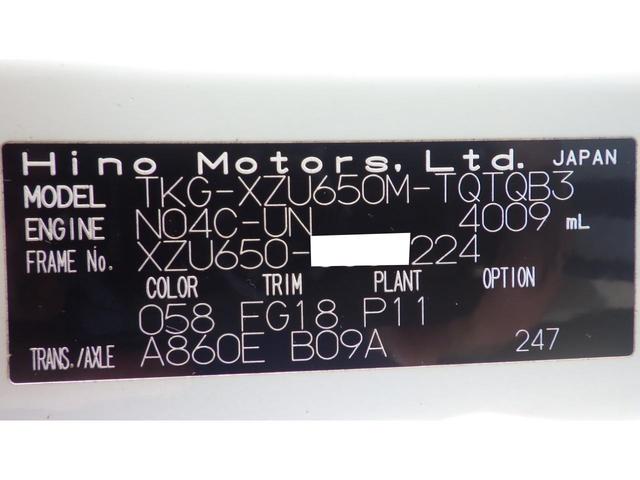 Hino Motors, Ltd. JAPAN
MODEL TKG-XZU650M-TQTQB3
ENGINE N04C-UN 4009 mL
FRAME No. XZU650- 224
COLOR TRIM PLANT OPTION
058 FG18 P11
TRANS./AXLE A860E B09A 247